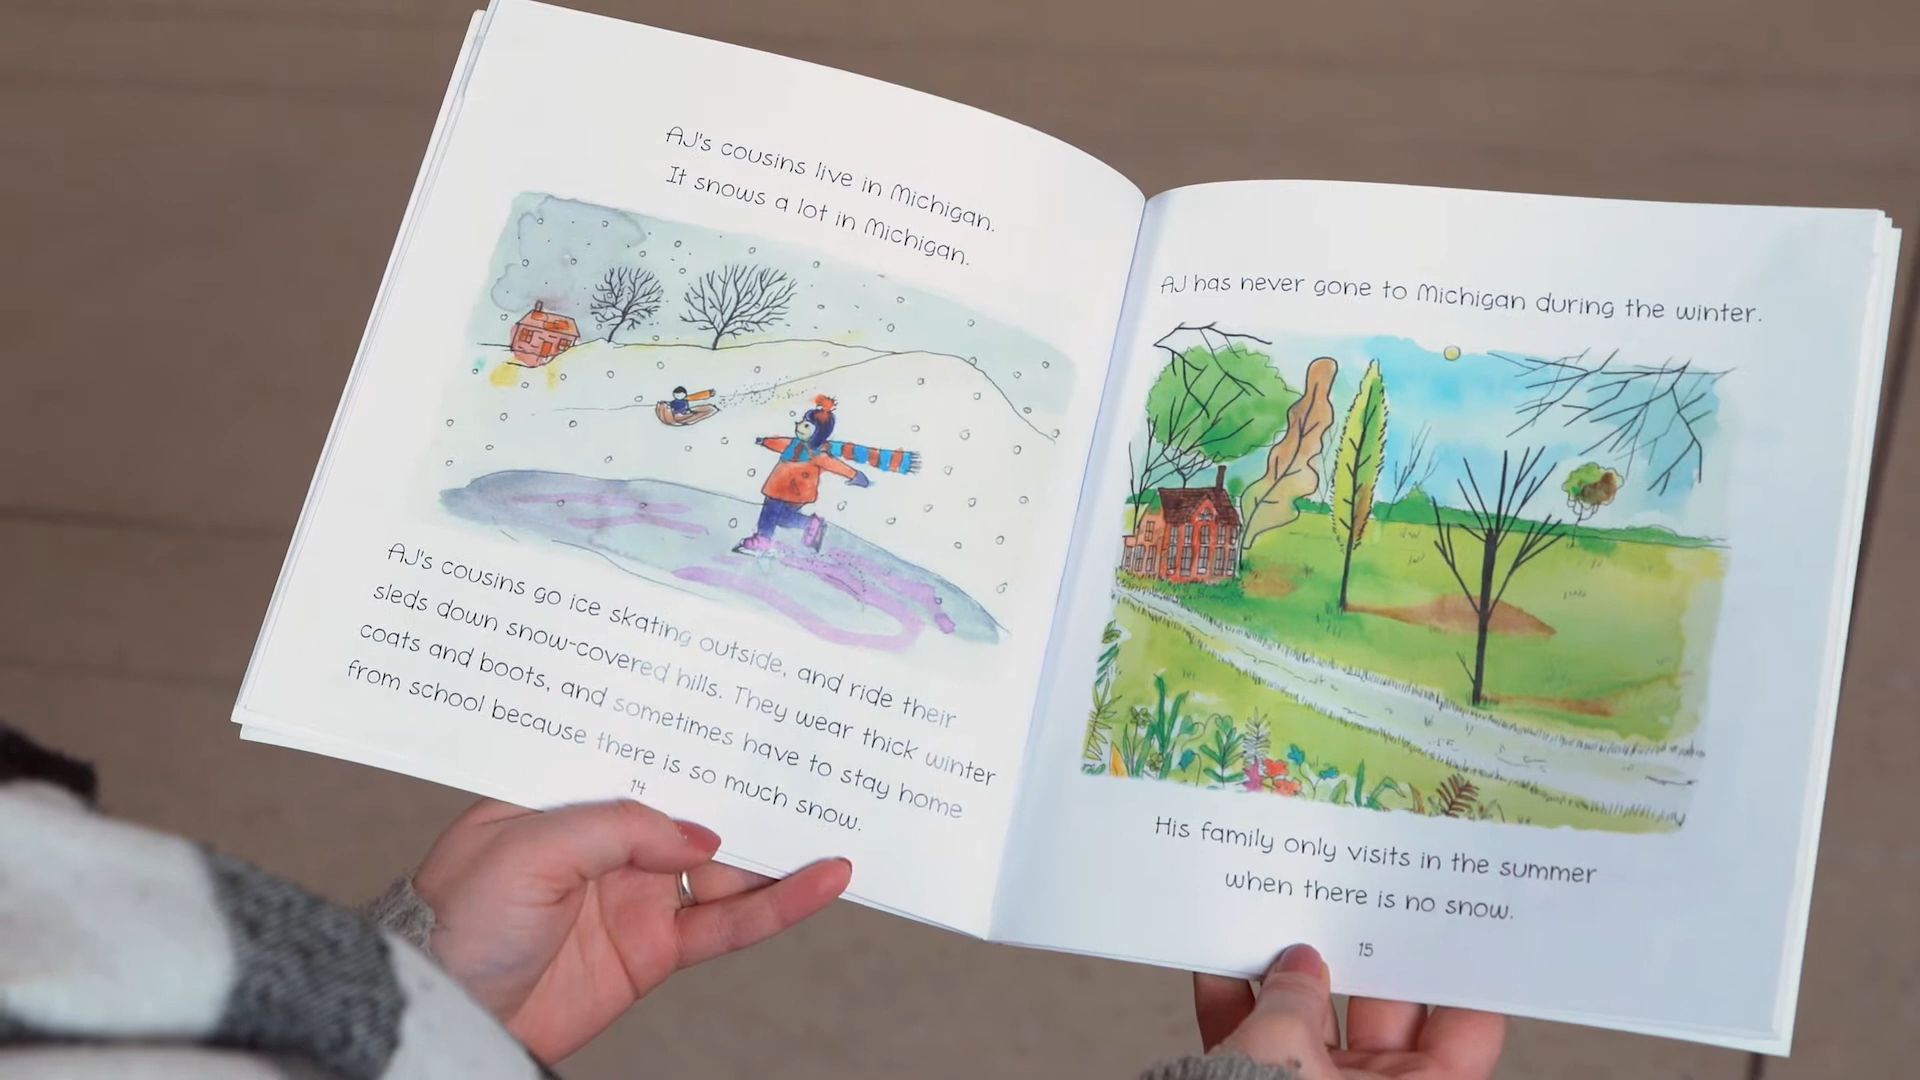 AJ's cousins live in Michigan.
It snows a lot in Michigan.
AJ's cousins go ice skating outside, and ride their
sleds down snow-covered hills. They wear thick winter
coats and boots, and sometimes have to stay home
from school because there is so much snow.
14
AJ has never gone to Michigan during the winter.
His family only visits in the summer
when there is no snow.
15